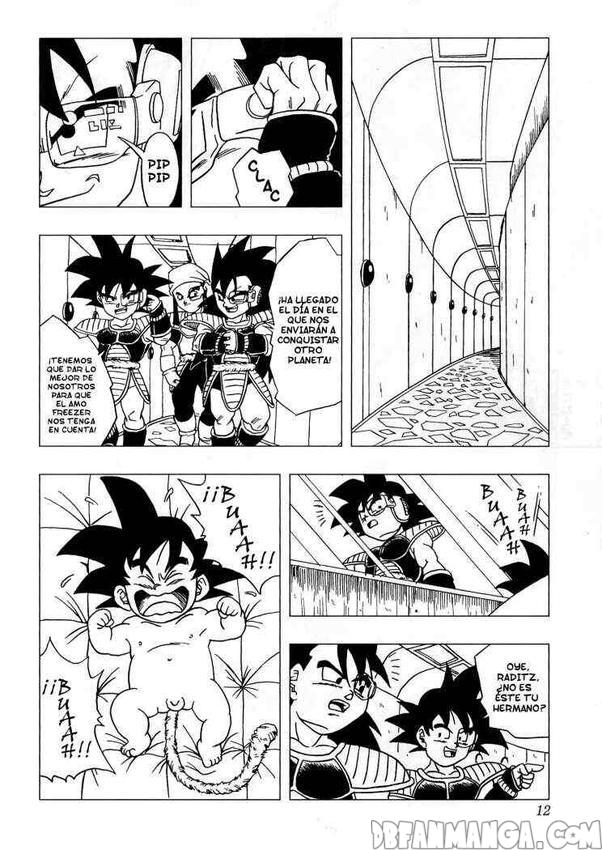 PIP
PIP
CLAC
¡HA LLEGADO
EL DÍA EN EL
QUE NOS
ENVIARÁN A
CONQUISTAR
OTRO
PLANETA!
¡TENEMOS
QUE DAR LO
MEJOR DE
NOSOTROS
PARA QUE
EL AMO
FREEZER
NOS TENGA
EN CUENTA!
¡¡BUAAH!!
¡¡BUAAH!!
BUAH
BUAH
OYE,
RADITZ,
¿NO ES
ÉSTE TU
HERMANO?
12
DBFANMANGA.COM